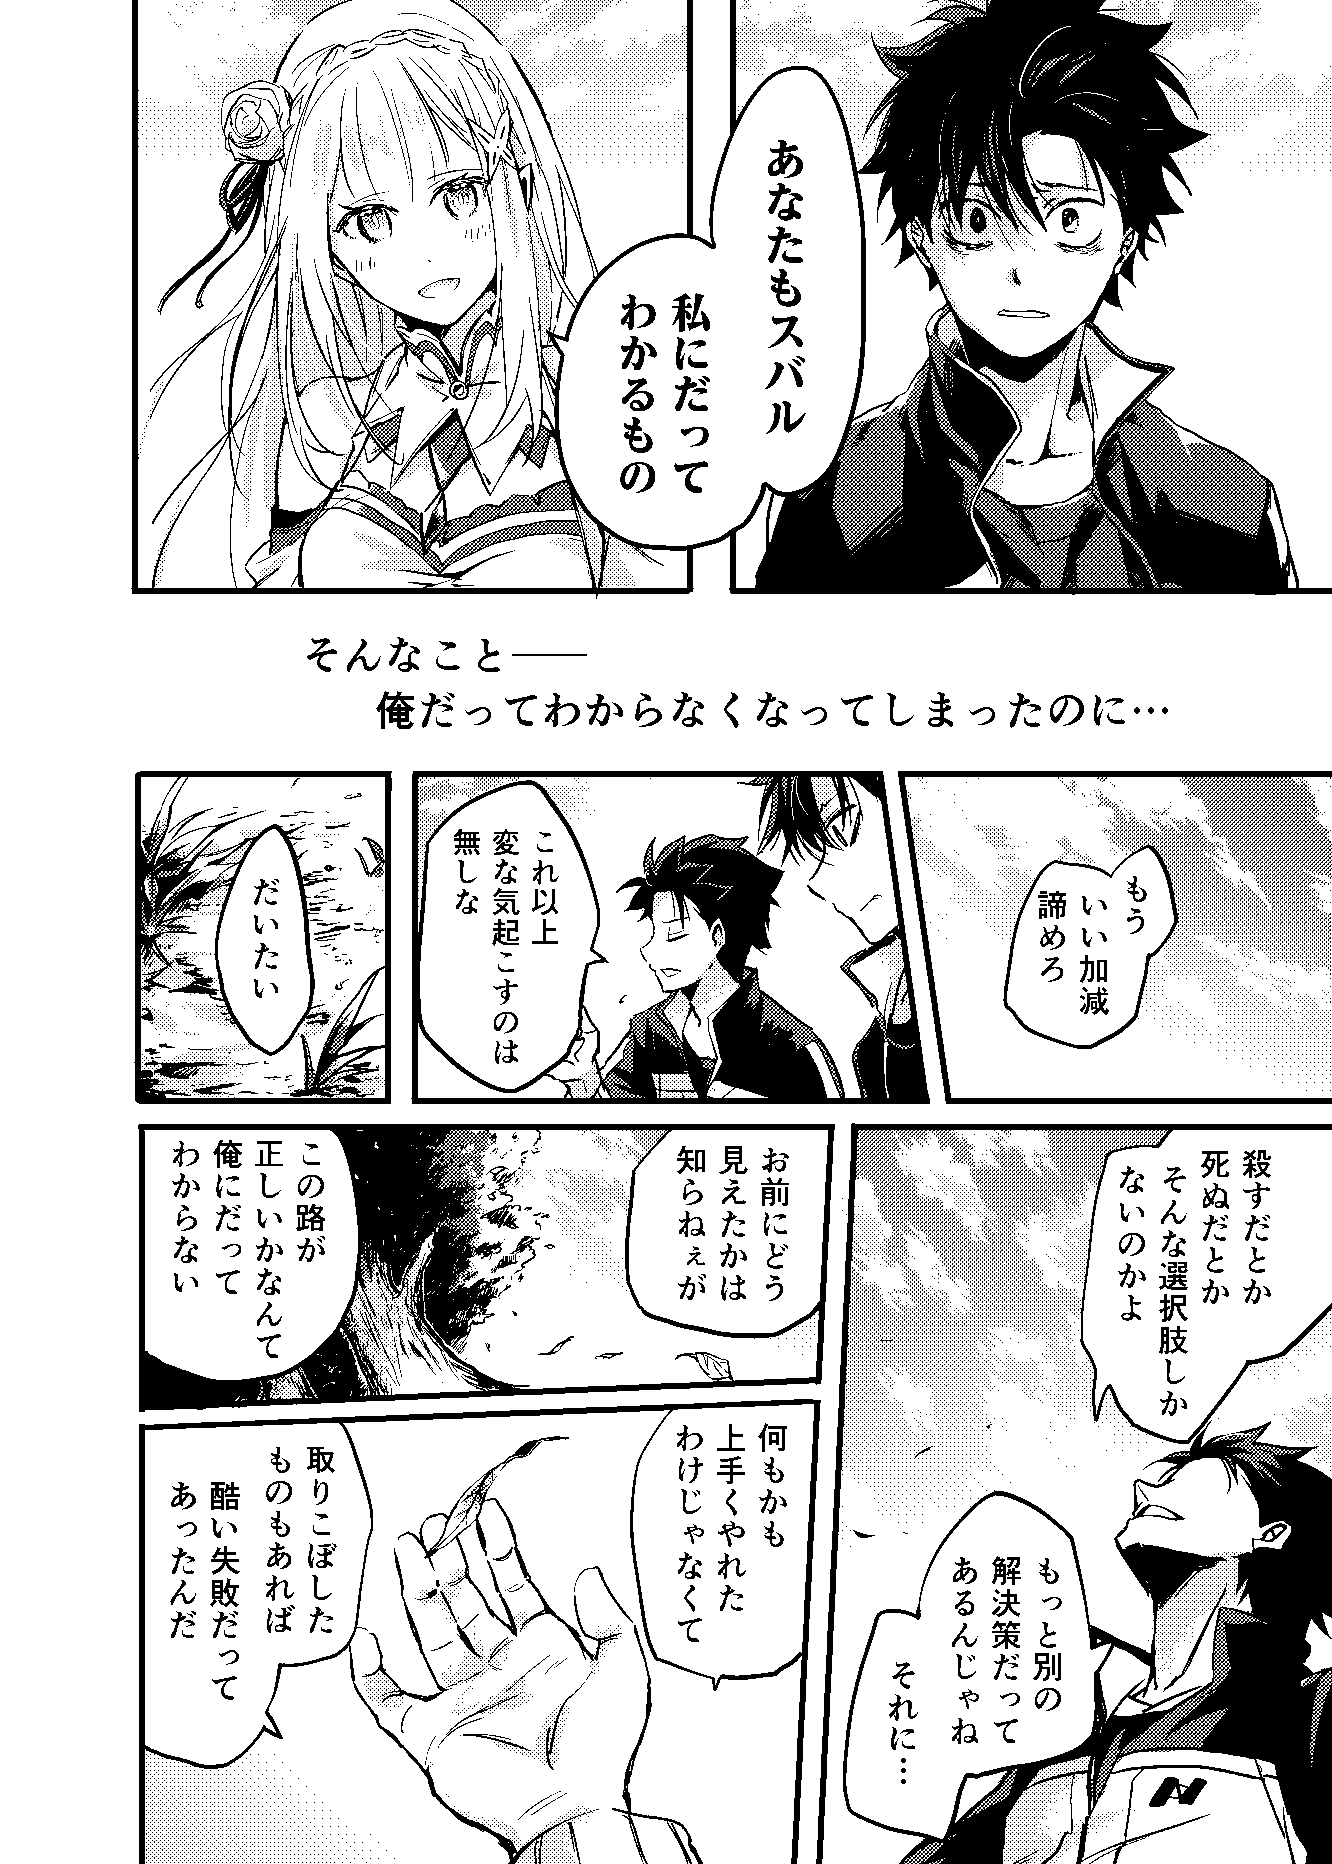 あなたもスバル
私にだって
わかるもの
そんなこと――
俺だってわからなくなってしまったのに…
もう
いい加減
諦めろ
これ以上
変な気起こすのは
無しな
だいたい
殺すだとか
死ぬだとか
そんな選択肢しか
ないのかよ
もっと別の
解決策だって
あるんじゃね
それに…
お前にどう
見えたかは
知らねぇが
この路が
正しいかなんて
俺にだって
わからない
何もかも
上手くやれた
わけじゃなくて
取りこぼした
ものもあれば
酷い失敗だって
あったんだ